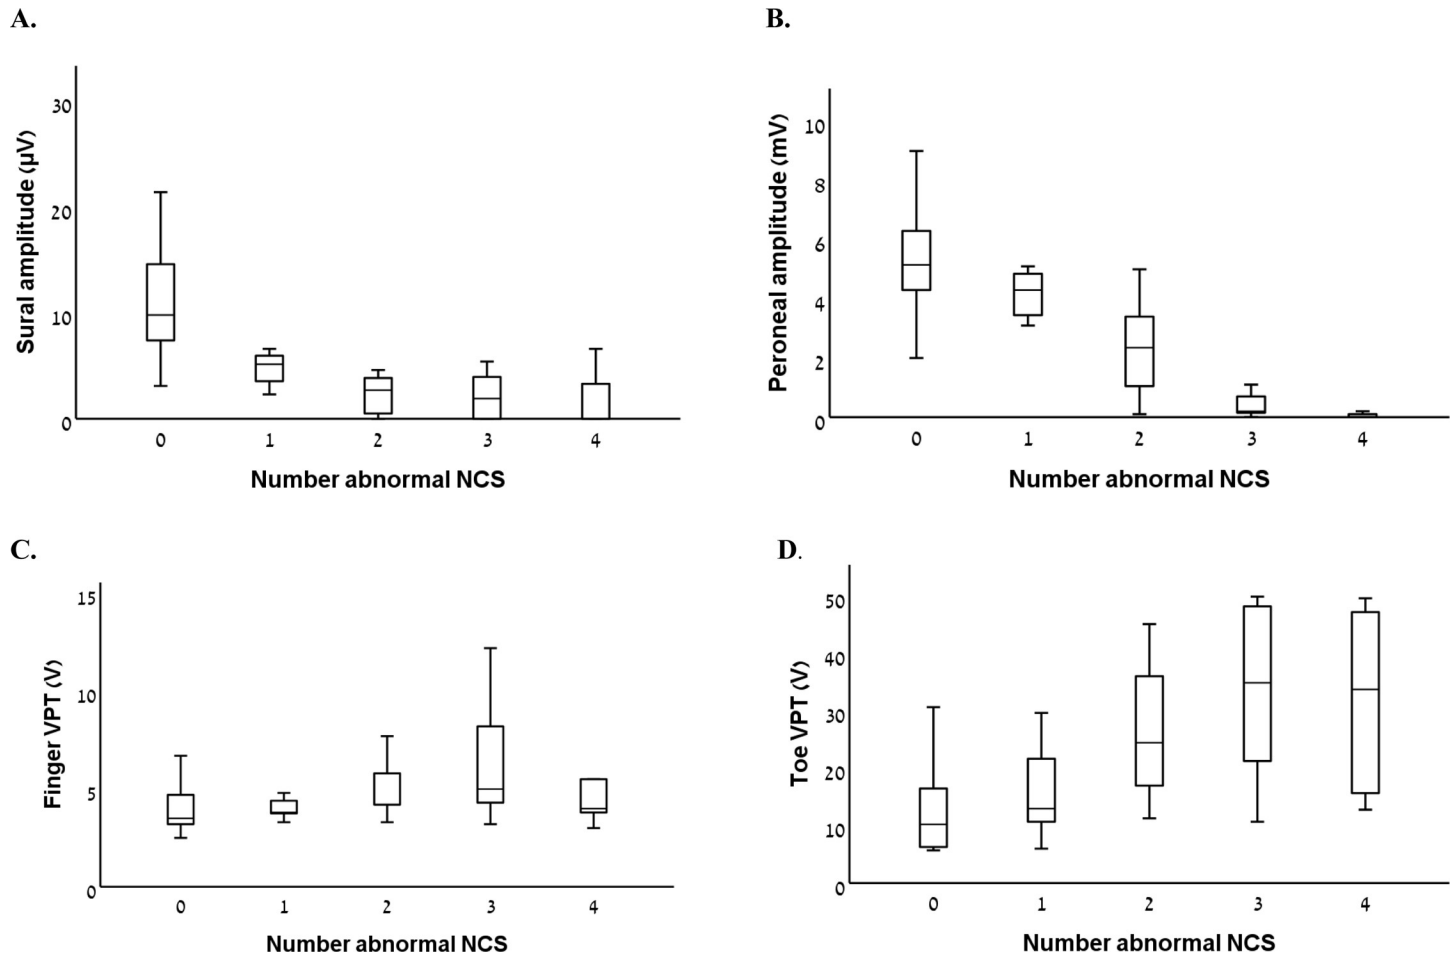 A.
30
20
10
0
Sural amplitude (µV)
0 1 2 3 4
Number abnormal NCS
B.
10
8
6
4
2
0
Peroneal amplitude (mV)
0 1 2 3 4
Number abnormal NCS
C.
15
10
5
0
Finger VPT (V)
0 1 2 3 4
Number abnormal NCS
D.
50
40
30
20
10
0
Toe VPT (V)
0 1 2 3 4
Number abnormal NCS